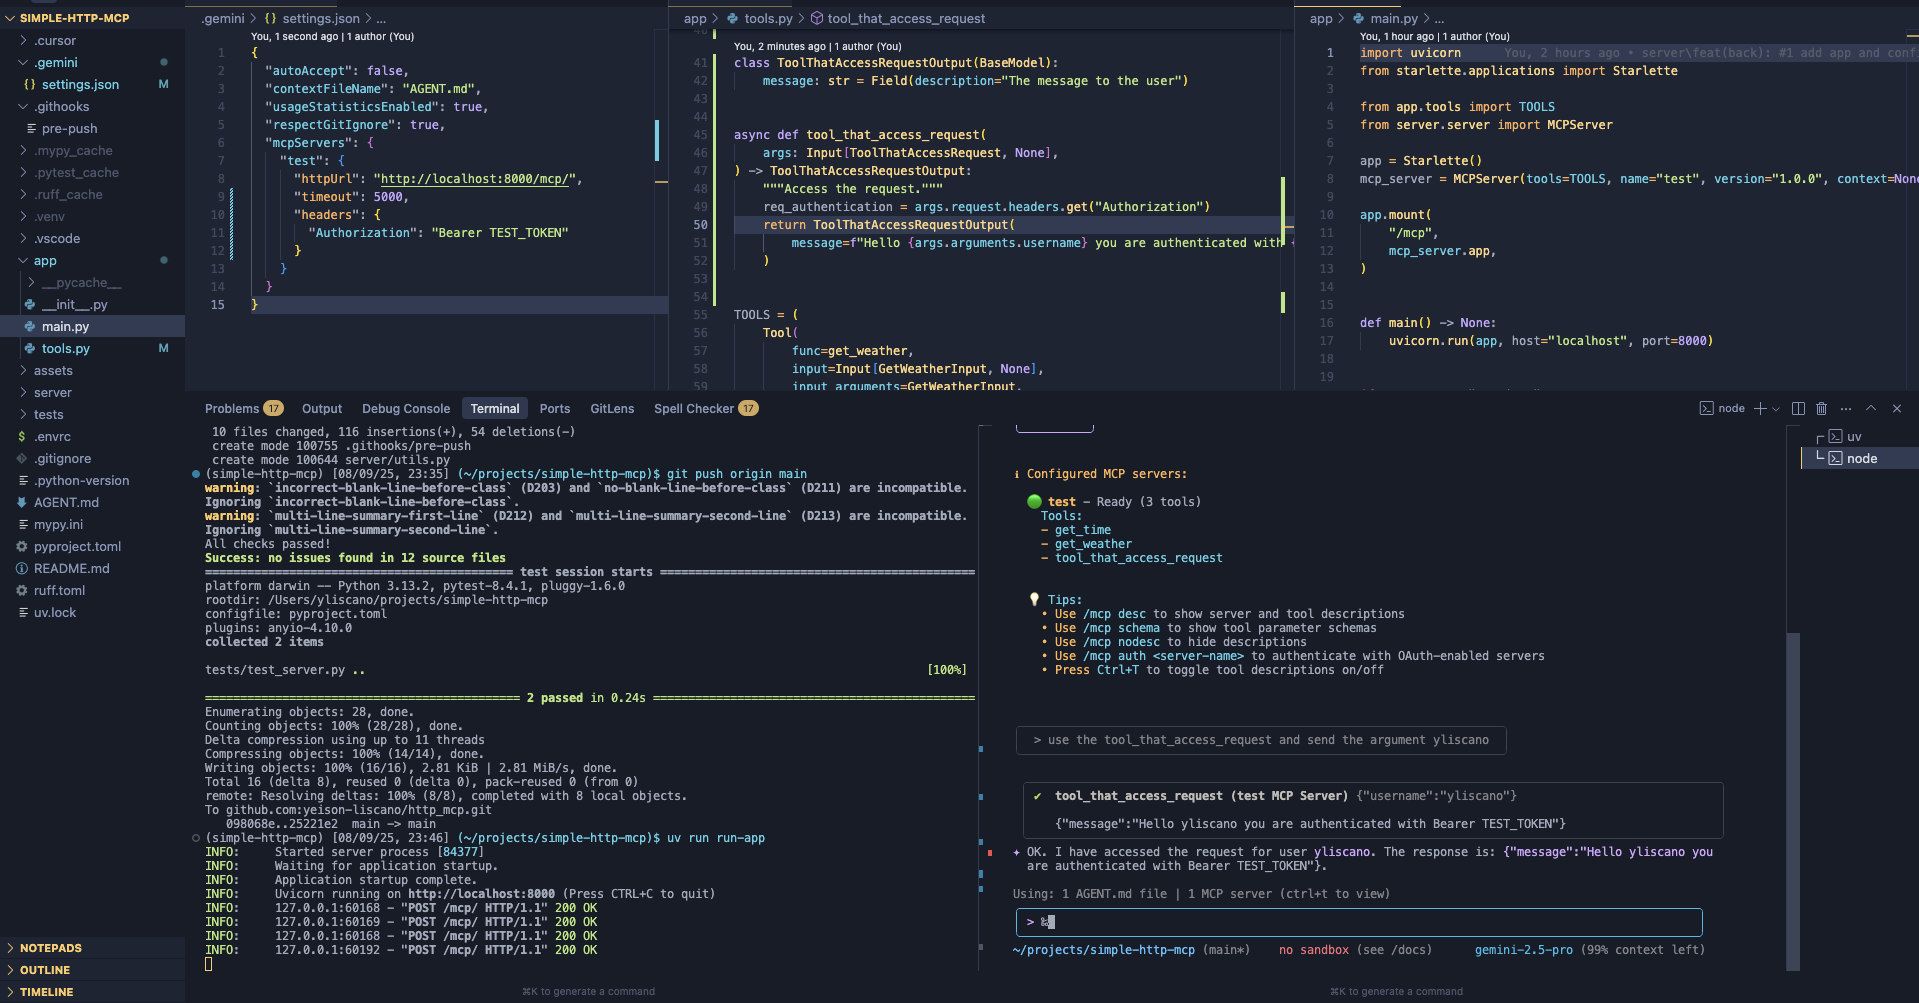 SIMPLE-HTTP-MCP
.cursor
.gemini
settings.json M
.githooks
pre-push
.mypy_cache
.pytest_cache
.ruff_cache
.venv
.vscode
app
__pycache__
__init__.py
main.py
tools.py M
assets
server
tests
.envrc
.gitignore
.python-version
AGENT.md
mypy.ini
pyproject.toml
README.md
ruff.toml
uv.lock
NOTEPADS
OUTLINE
TIMELINE
.gemini > {} settings.json > ...
You, 1 second ago | 1 author (You)
1 {
2 "autoAccept": false,
3 "contextFileName": "AGENT.md",
4 "usageStatisticsEnabled": true,
5 "respectGitIgnore": true,
6 "mcpServers": {
7 "test": {
8 "httpUrl": "http://localhost:8000/mcp/",
9 "timeout": 5000,
10 "headers": {
11 "Authorization": "Bearer TEST_TOKEN"
12 }
13 }
14 }
15 }
app > tools.py > tool_that_access_request
You, 2 minutes ago | 1 author (You)
41 class ToolThatAccessRequestOutput(BaseModel):
42 message: str = Field(description="The message to the user")
43
44
45 async def tool_that_access_request(
46 args: Input[ToolThatAccessRequest, None],
47 ) -> ToolThatAccessRequestOutput:
48 """Access the request."""
49 req_authentication = args.request.headers.get("Authorization")
50 return ToolThatAccessRequestOutput(
51 message=f"Hello {args.arguments.username} you are authenticated with {
52 )
53
54
55 TOOLS = (
56 Tool(
57 func=get_weather,
58 input=Input[GetWeatherInput, None],
59 input_arguments=GetWeatherInput,
app > main.py > ...
You, 1 hour ago | 1 author (You)
1 import uvicorn You, 2 hours ago • server\feat(back): #1 add app and confi
2 from starlette.applications import Starlette
3
4 from app.tools import TOOLS
5 from server.server import MCPServer
6
7 app = Starlette()
8 mcp_server = MCPServer(tools=TOOLS, name="test", version="1.0.0", context=None
9
10 app.mount(
11 "/mcp",
12 mcp_server.app,
13 )
14
15
16 def main() -> None:
17 uvicorn.run(app, host="localhost", port=8000)
18
19
Problems 17 Output Debug Console Terminal Ports GitLens Spell Checker 17
node
10 files changed, 116 insertions(+), 54 deletions(-)
create mode 100755 .githooks/pre-push
create mode 100644 server/utils.py
(simple-http-mcp) [08/09/25, 23:35] (~/projects/simple-http-mcp)$ git push origin main
warning: `incorrect-blank-line-before-class` (D203) and `no-blank-line-before-class` (D211) are incompatible.
Ignoring `incorrect-blank-line-before-class`.
warning: `multi-line-summary-first-line` (D212) and `multi-line-summary-second-line` (D213) are incompatible.
Ignoring `multi-line-summary-second-line`.
All checks passed!
Success: no issues found in 12 source files
test session starts
platform darwin -- Python 3.13.2, pytest-8.4.1, pluggy-1.6.0
rootdir: /Users/yliscano/projects/simple-http-mcp
configfile: pyproject.toml
plugins: anyio-4.10.0
collected 2 items
tests/test_server.py .. [100%]
2 passed in 0.24s
Enumerating objects: 28, done.
Counting objects: 100% (28/28), done.
Delta compression using up to 11 threads
Compressing objects: 100% (14/14), done.
Writing objects: 100% (16/16), 2.81 KiB | 2.81 MiB/s, done.
Total 16 (delta 8), reused 0 (delta 0), pack-reused 0 (from 0)
remote: Resolving deltas: 100% (8/8), completed with 8 local objects.
To github.com:yeison-liscano/http_mcp.git
098068e..25221e2 main -> main
(simple-http-mcp) [08/09/25, 23:46] (~/projects/simple-http-mcp)$ uv run run-app
INFO: Started server process [84377]
INFO: Waiting for application startup.
INFO: Application startup complete.
INFO: Uvicorn running on http://localhost:8000 (Press CTRL+C to quit)
INFO: 127.0.0.1:60168 - "POST /mcp/ HTTP/1.1" 200 OK
INFO: 127.0.0.1:60169 - "POST /mcp/ HTTP/1.1" 200 OK
INFO: 127.0.0.1:60168 - "POST /mcp/ HTTP/1.1" 200 OK
INFO: 127.0.0.1:60192 - "POST /mcp/ HTTP/1.1" 200 OK
⌘K to generate a command
ℹ Configured MCP servers:
test - Ready (3 tools)
Tools:
- get_time
- get_weather
- tool_that_access_request
Tips:
• Use /mcp desc to show server and tool descriptions
• Use /mcp schema to show tool parameter schemas
• Use /mcp nodesc to hide descriptions
• Use /mcp auth <server-name> to authenticate with OAuth-enabled servers
• Press Ctrl+T to toggle tool descriptions on/off
> use the tool_that_access_request and send the argument yliscano
✔ tool_that_access_request (test MCP Server) {"username":"yliscano"}
{"message":"Hello yliscano you are authenticated with Bearer TEST_TOKEN"}
✦ OK. I have accessed the request for user yliscano. The response is: {"message":"Hello yliscano you
are authenticated with Bearer TEST_TOKEN"}.
Using: 1 AGENT.md file | 1 MCP server (ctrl+t to view)
>
~/projects/simple-http-mcp (main*) no sandbox (see /docs) gemini-2.5-pro (99% context left)
⌘K to generate a command
uv
node